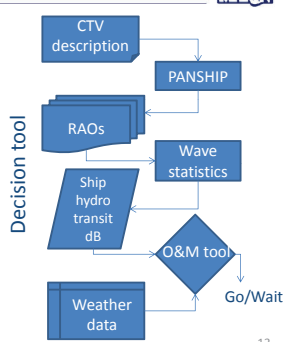 CTV
description
PANSHIP
RAOs
Wave
statistics
Ship
hydro
transit
dB
O&M tool
Go/Wait
Weather
data
Decision tool